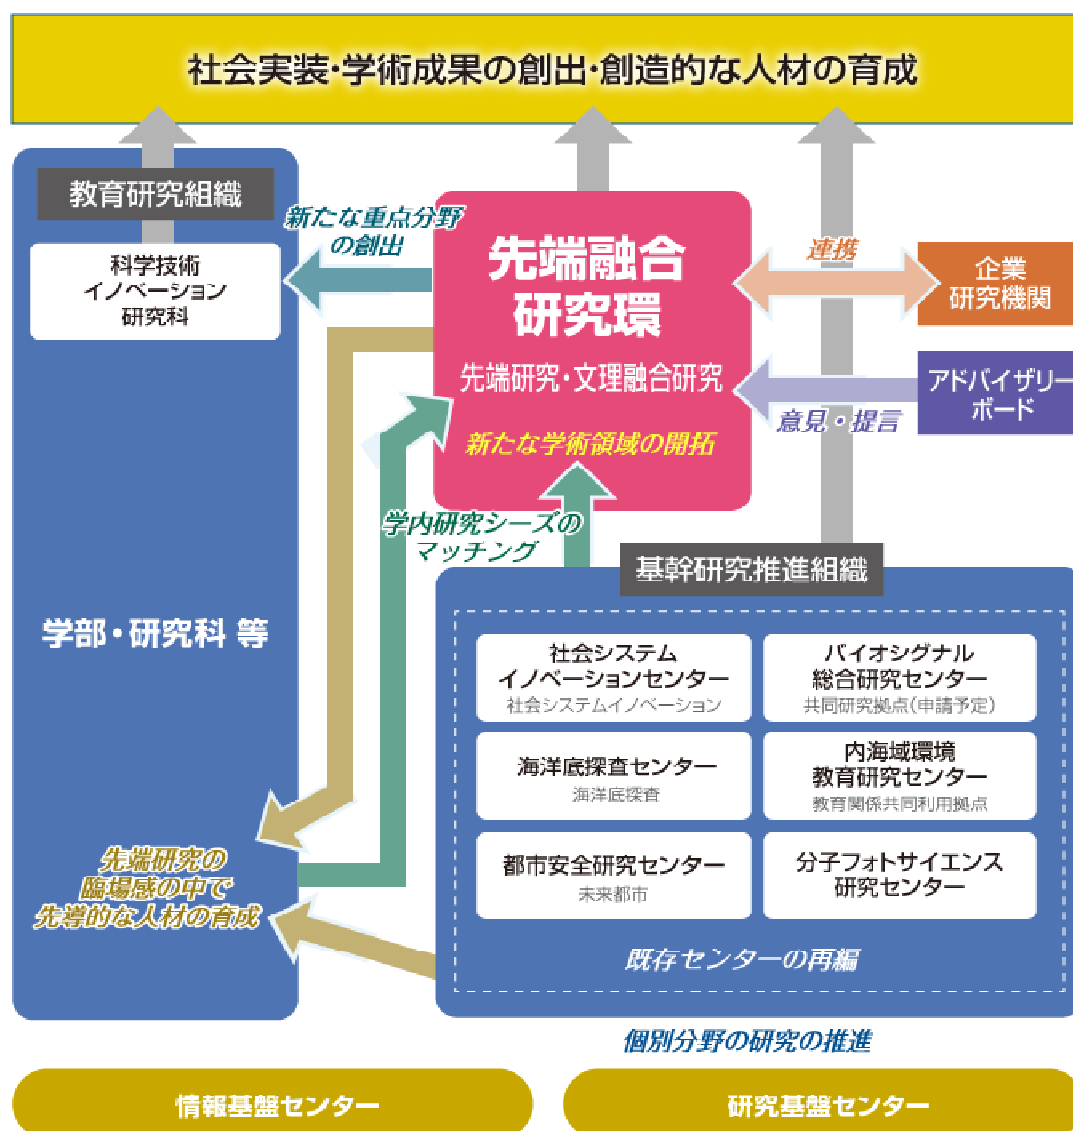 社会実装・学術成果の創出・創造的な人材の育成
教育研究組織
科学技術
イノベーション
研究科
新たな重点分野
の創出
先端融合
研究環
先端研究・文理融合研究
新たな学術領域の開拓
連携
企業
研究機関
アドバイザリー
ボード
意見・提言
学内研究シーズの
マッチング
学部・研究科 等
先端研究の
臨場感の中で
先導的な人材の育成
基幹研究推進組織
社会システム
イノベーションセンター
社会システムイノベーション
バイオシグナル
総合研究センター
共同研究拠点(申請予定)
海洋底探査センター
海洋底探査
内海域環境
教育研究センター
教育関係共同利用拠点
都市安全研究センター
未来都市
分子フォトサイエンス
研究センター
既存センターの再編
個別分野の研究の推進
情報基盤センター
研究基盤センター